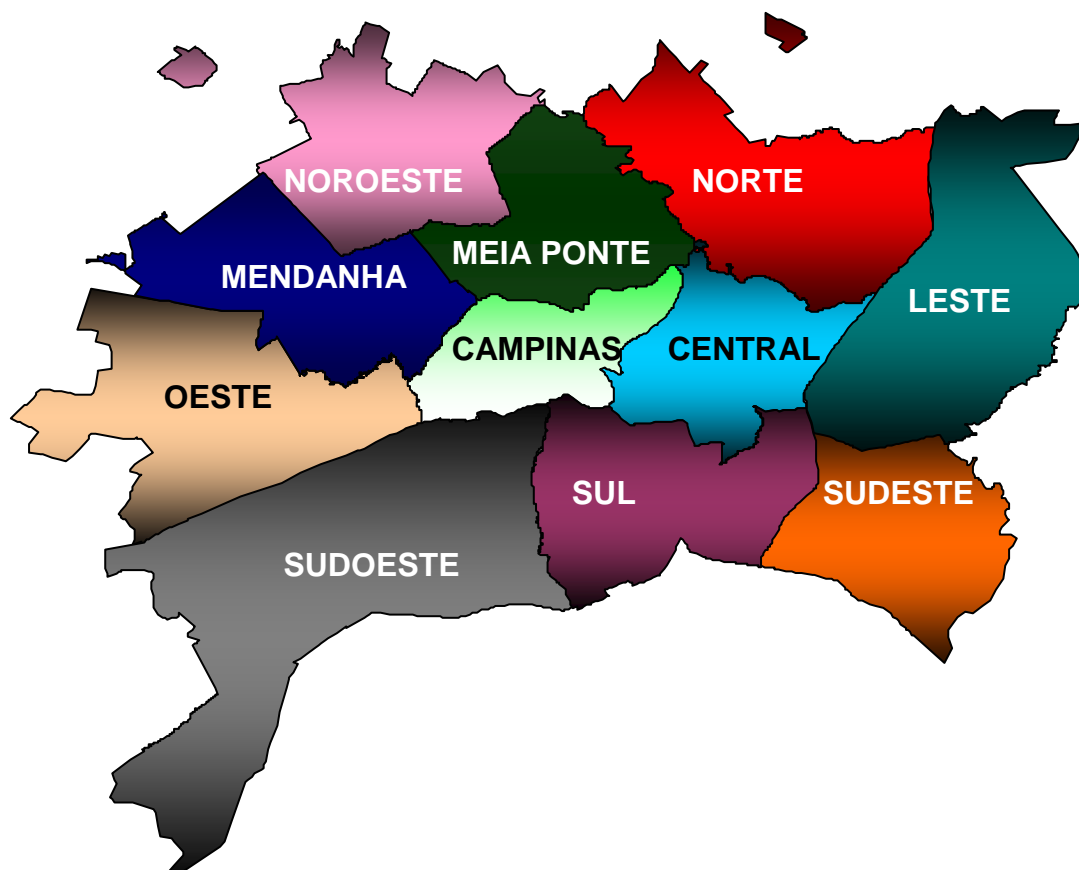 NOROESTE
NORTE
MEIA PONTE
MENDANHA
LESTE
CAMPINAS
CENTRAL
OESTE
SUL
SUDESTE
SUDOESTE